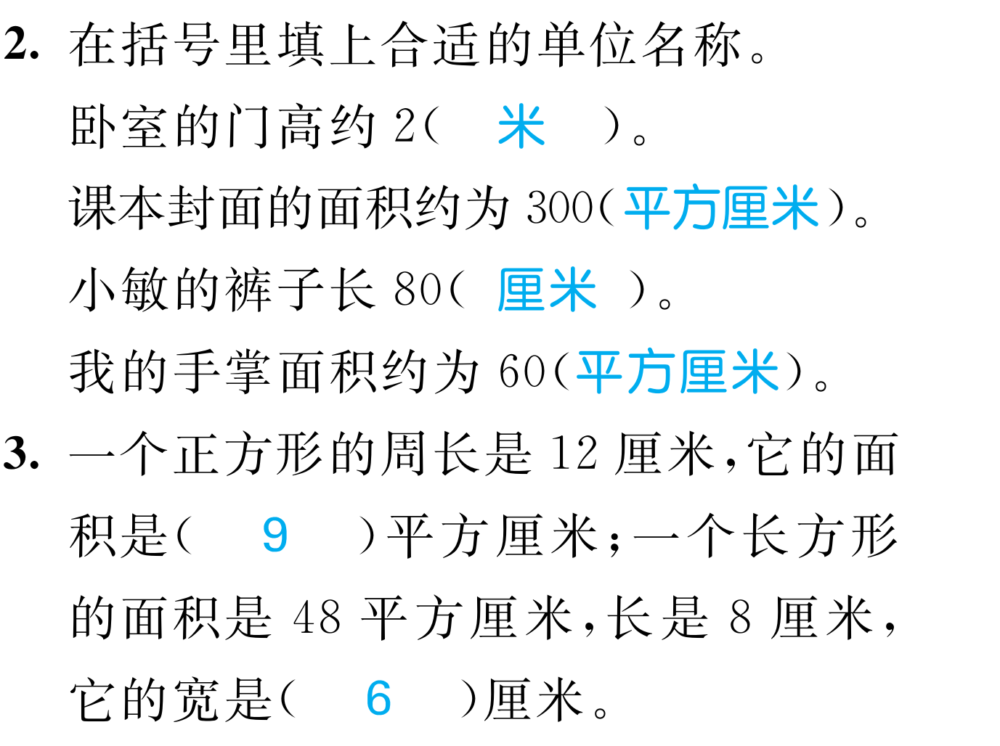 2. 在括号里填上合适的单位名称。
卧室的门高约 2( 米 )。
课本封面的面积约为 300(平方厘米)。
小敏的裤子长 80( 厘米 )。
我的手掌面积约为 60(平方厘米)。
3. 一个正方形的周长是 12 厘米,它的面
积是( 9 )平方厘米;一个长方形
的面积是 48 平方厘米,长是 8 厘米,
它的宽是( 6 )厘米。